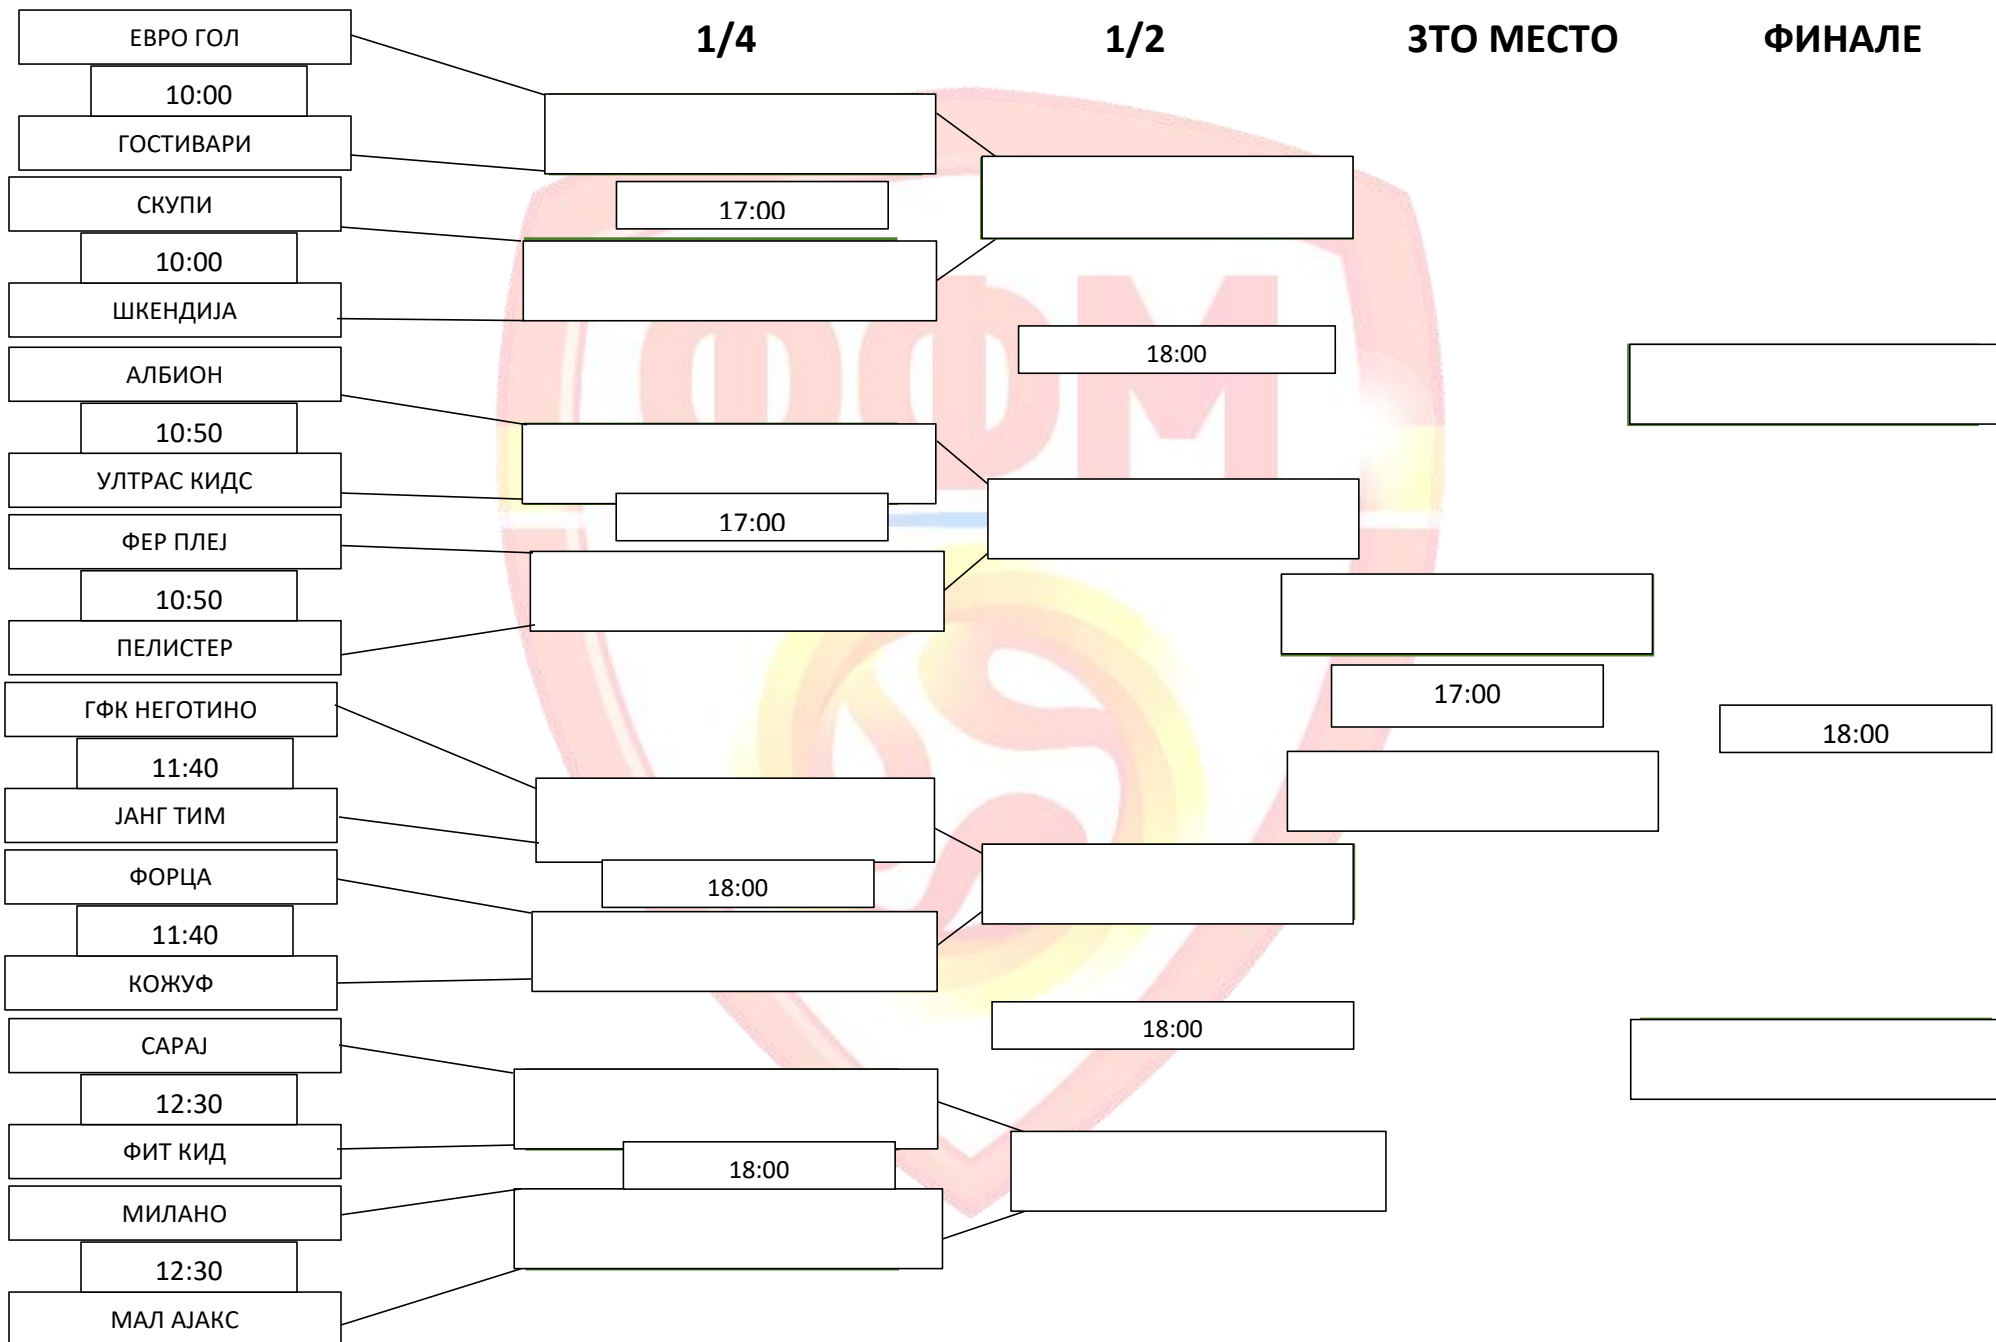 1/4
1/2
3ТО МЕСТО
ФИНАЛЕ
ЕВРО ГОЛ
10:00
ГОСТИВАРИ
СКУПИ
10:00
ШКЕНДИЈА
АЛБИОН
10:50
УЛТРАС КИДС
ФЕР ПЛЕЈ
10:50
ПЕЛИСТЕР
ГФК НЕГОТИНО
11:40
ЈАНГ ТИМ
ФОРЦА
11:40
КОЖУФ
САРАЈ
12:30
ФИТ КИД
МИЛАНО
12:30
МАЛ АЈАКС
17:00
17:00
18:00
18:00
18:00
18:00
17:00
18:00
ФФМ